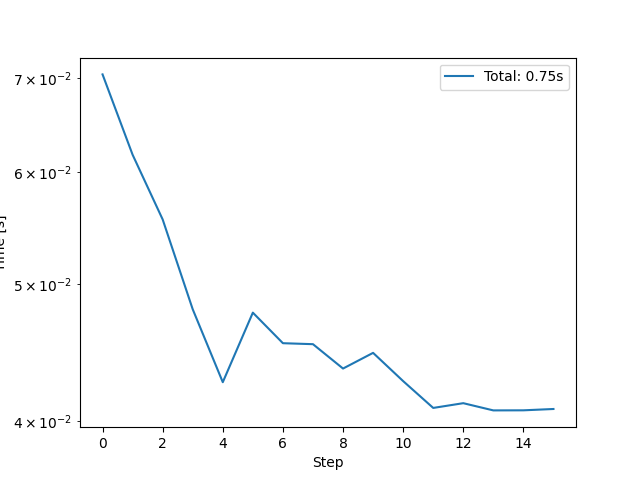 Total: 0.75s
7 × 10⁻²
6 × 10⁻²
5 × 10⁻²
4 × 10⁻²
[s]
0 2 4 6 8 10 12 14
Step